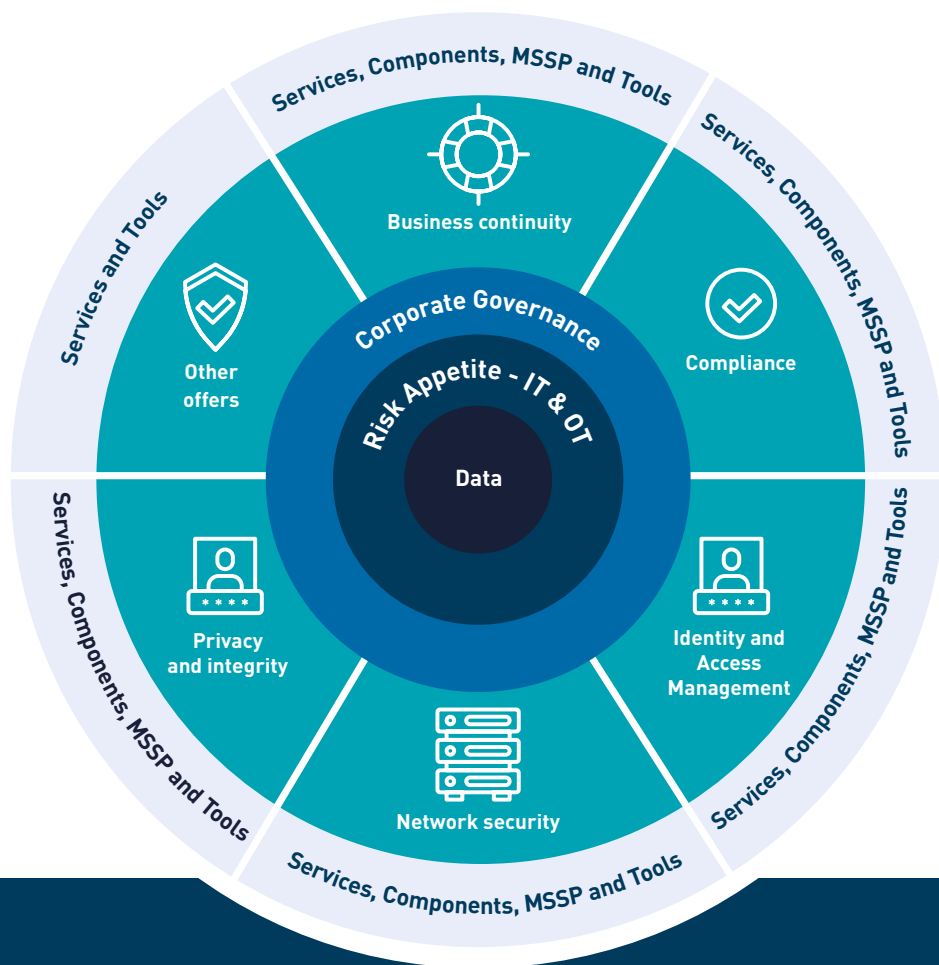 Services, Components, MSSP and Tools
Business continuity
Services, Components, MSSP and Tools
Compliance
Services and Tools
Other
offers
Corporate Governance
Risk Appetite - IT & OT
Data
Privacy
and integrity
Services, Components, MSSP and Tools
Identity and
Access
Management
Services, Components, MSSP and Tools
Network security
* * * *
* * * *
Services, Components, MSSP and Tools